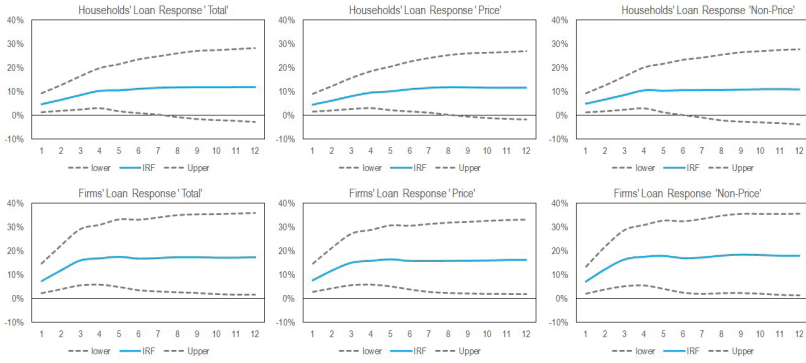 Households' Loan Response ' Total'
40%
30%
20%
10%
0%
-10%
1 2 3 4 5 6 7 8 9 10 11 12
lower IRF Upper
Households' Loan Response ' Price'
40%
30%
20%
10%
0%
-10%
1 2 3 4 5 6 7 8 9 10 11 12
lower IRF Upper
Households' Loan Response 'Non-Price'
40%
30%
20%
10%
0%
-10%
1 2 3 4 5 6 7 8 9 10 11 12
lower IRF Upper
Firms' Loan Response ' Total'
40%
30%
20%
10%
0%
-10%
1 2 3 4 5 6 7 8 9 10 11 12
lower IRF Upper
Firms' Loan Response ' Price'
40%
30%
20%
10%
0%
-10%
1 2 3 4 5 6 7 8 9 10 11 12
lower IRF Upper
Firms' Loan Response 'Non-Price'
40%
30%
20%
10%
0%
-10%
1 2 3 4 5 6 7 8 9 10 11 12
lower IRF Upper